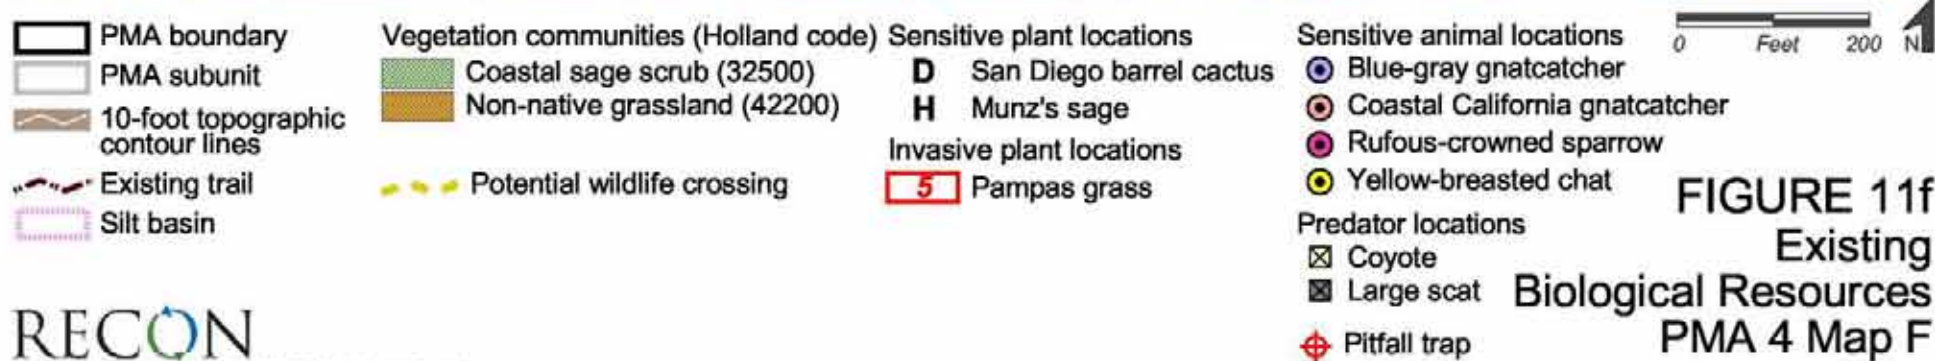 PMA boundary
PMA subunit
10-foot topographic
contour lines
Existing trail
Silt basin
Vegetation communities (Holland code)
Coastal sage scrub (32500)
Non-native grassland (42200)
Potential wildlife crossing
Sensitive plant locations
D San Diego barrel cactus
H Munz's sage
Invasive plant locations
5 Pampas grass
Sensitive animal locations
Blue-gray gnatcatcher
Coastal California gnatcatcher
Rufous-crowned sparrow
Yellow-breasted chat
Predator locations
Coyote
Large scat
Pitfall trap
0 Feet 200 N
FIGURE 11f
Existing
Biological Resources
PMA 4 Map F
RECON